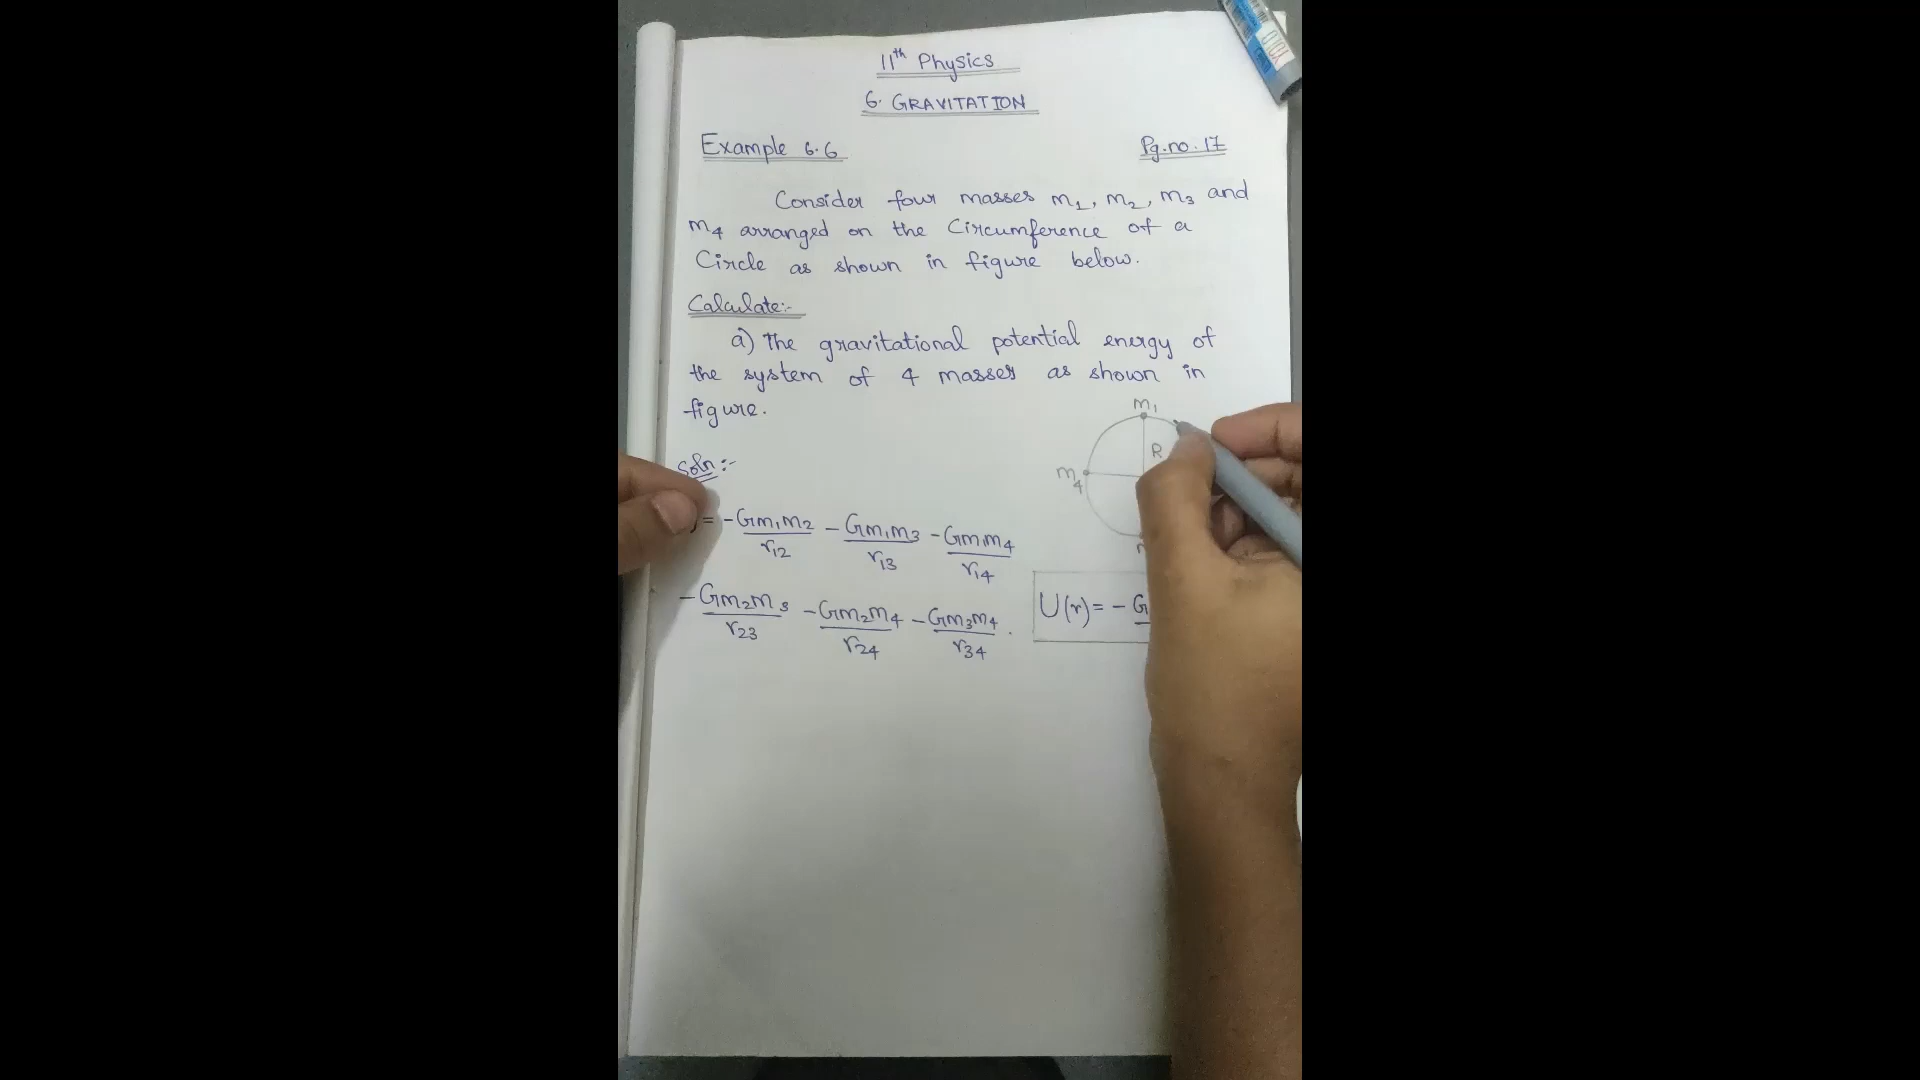 11th Physics
6. GRAVITATION
Example 6.6
Pg.no.17
Consider four masses m1, m2, m3 and
m4 arranged on the Circumference of a
Circle as shown in figure below.
Calculate:-
a) The gravitational potential energy of
the system of 4 masses as shown in
figure.
m1
R
m4
Soln:-
= -Gm1m2/r12 - Gm1m3/r13 - Gm1m4/r14
- Gm2m3/r23 - Gm2m4/r24 - Gm3m4/r34.
U(r) = - G